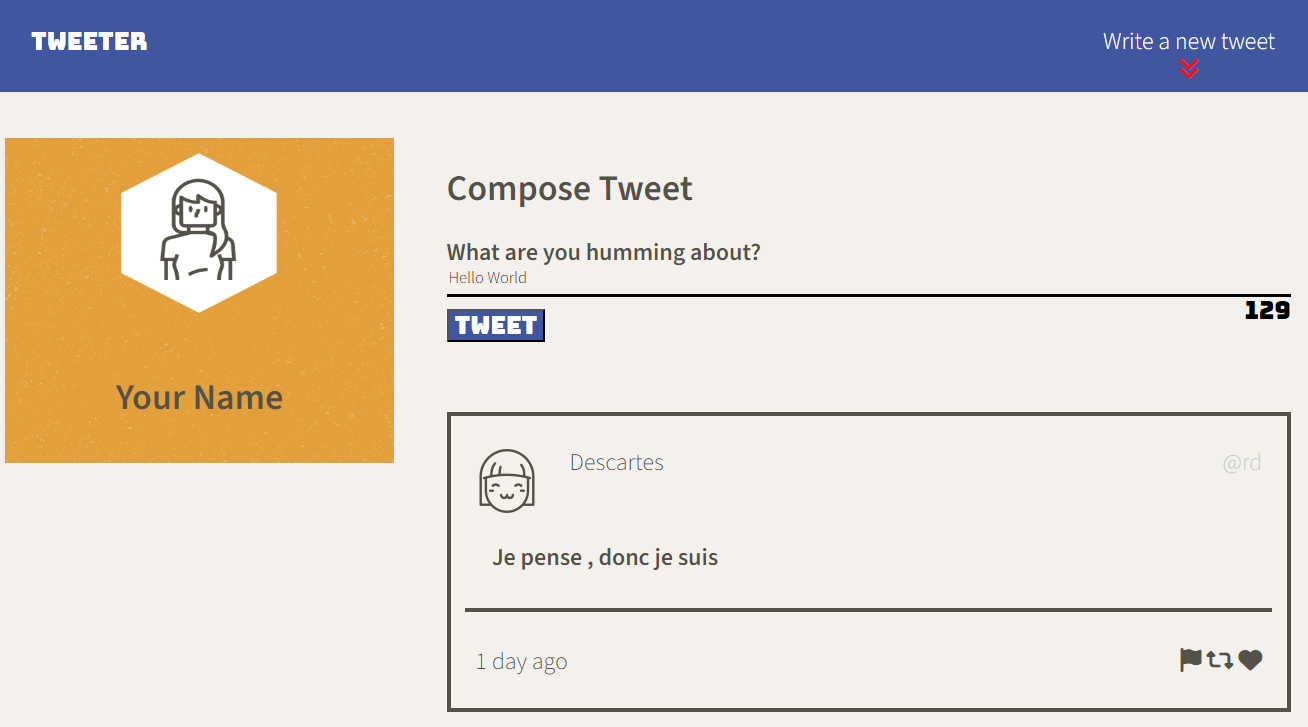 TWEETER
Write a new tweet
Your Name
Compose Tweet
What are you humming about?
Hello World
TWEET
129
Descartes
@rd
Je pense , donc je suis
1 day ago